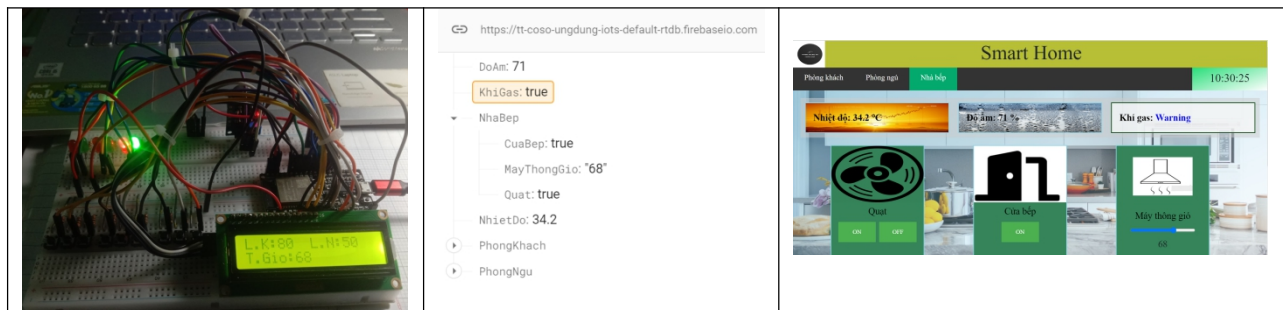 L.K:80 L.N:50
T.Gio:68
https://tt-coso-ungdung-iots-default-rtdb.firebaseio.com
DoAm: 71
KhiGas: true
NhaBep
CuaBep: true
MayThongGio: "68"
Quat: true
NhietDo: 34.2
PhongKhach
PhongNgu
Smart Home
Phòng khách Phòng ngủ Nhà bếp 10:30:25
Nhiệt độ: 34.2 °C Độ ẩm: 71 % Khí gas: Warning
Quạt Cửa bếp Máy thông gió
ON OFF ON
68